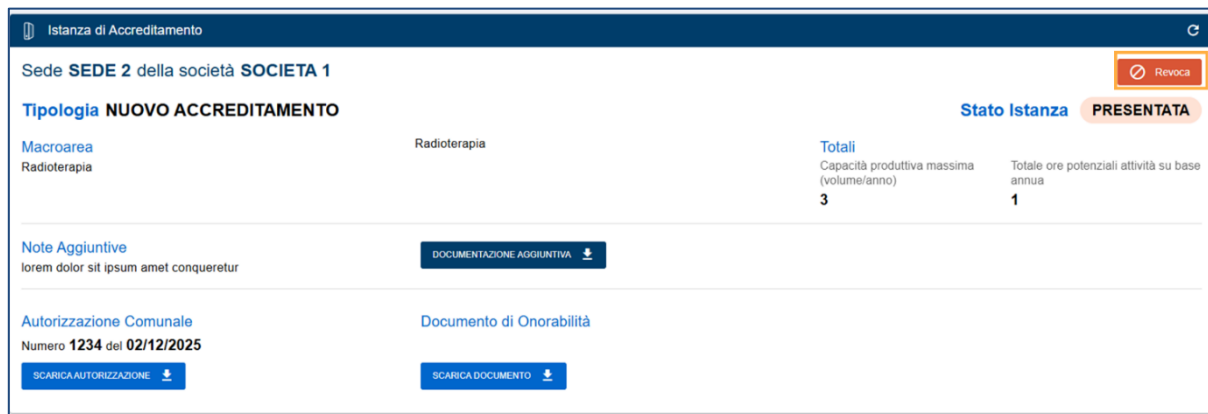 Istanza di Accreditamento
Sede SEDE 2 della società SOCIETA 1
Revoca
Tipologia NUOVO ACCREDITAMENTO
Stato Istanza PRESENTATA
Macroarea
Radioterapia
Radioterapia
Totali
Capacità produttiva massima
(volume/anno)
3
Totale ore potenziali attività su base
annua
1
Note Aggiuntive
lorem dolor sit ipsum amet conqueretur
DOCUMENTAZIONE AGGIUNTIVA
Autorizzazione Comunale
Numero 1234 del 02/12/2025
SCARICA AUTORIZZAZIONE
Documento di Onorabilità
SCARICA DOCUMENTO